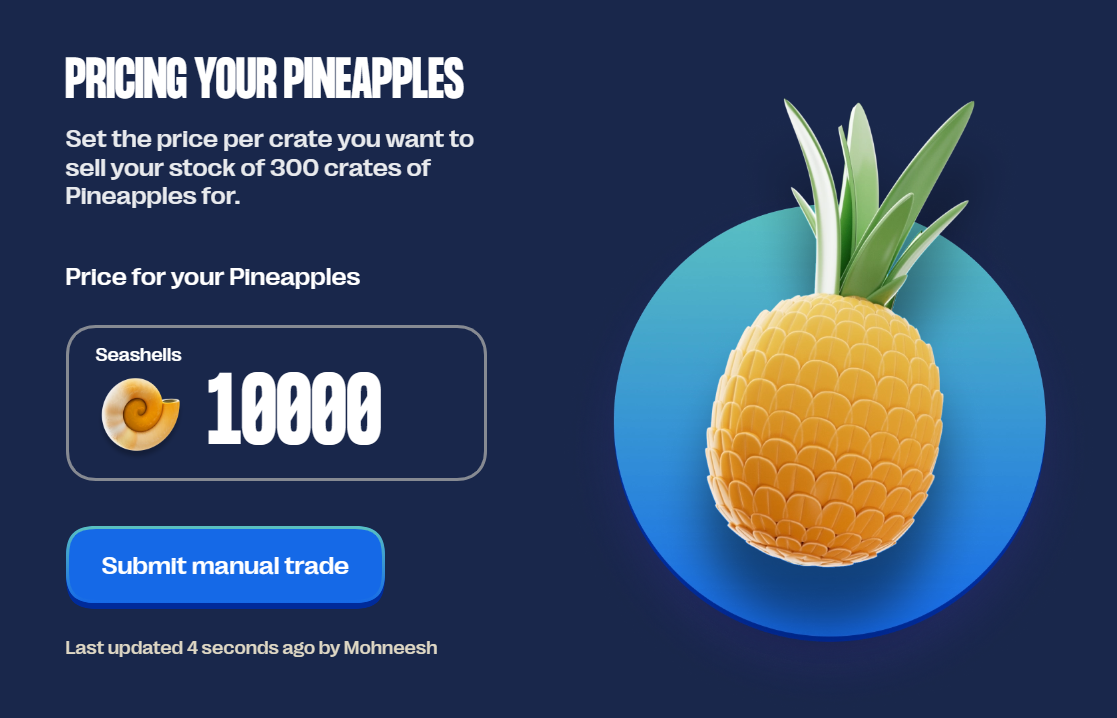 PRICING YOUR PINEAPPLES
Set the price per crate you want to
sell your stock of 300 crates of
Pineapples for.
Price for your Pineapples
Seashells
10000
Submit manual trade
Last updated 4 seconds ago by Mohneesh